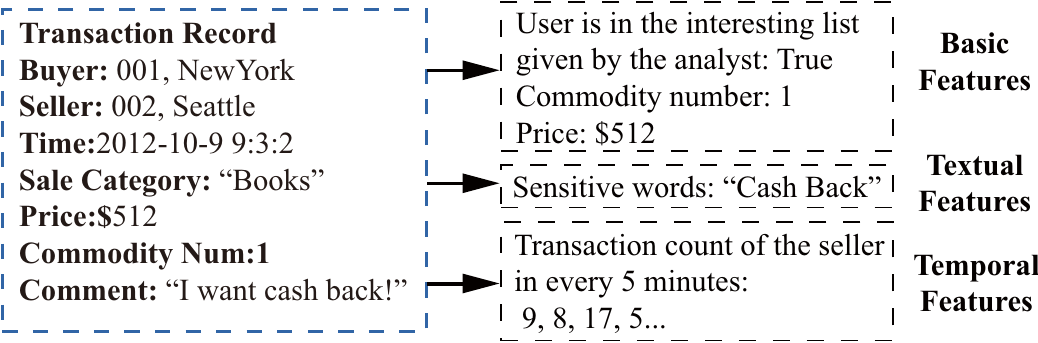 Transaction Record
Buyer: 001, NewYork
Seller: 002, Seattle
Time:2012-10-9 9:3:2
Sale Category: “Books”
Price:$512
Commodity Num:1
Comment: “I want cash back!”
User is in the interesting list
given by the analyst: True
Commodity number: 1
Price: $512
Basic
Features
Sensitive words: “Cash Back”
Textual
Features
Transaction count of the seller
in every 5 minutes:
9, 8, 17, 5...
Temporal
Features